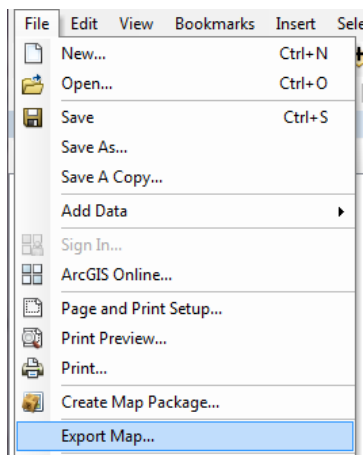 File Edit View Bookmarks Insert Sele
New... Ctrl+N
Open... Ctrl+O
Save Ctrl+S
Save As...
Save A Copy...
Add Data
Sign In...
ArcGIS Online...
Page and Print Setup...
Print Preview...
Print...
Create Map Package...
Export Map...